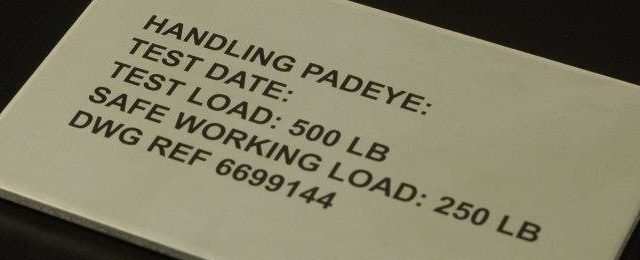 HANDLING PADEYE:
TEST DATE:
TEST LOAD: 500 LB
SAFE WORKING LOAD: 250 LB
DWG REF 6699144